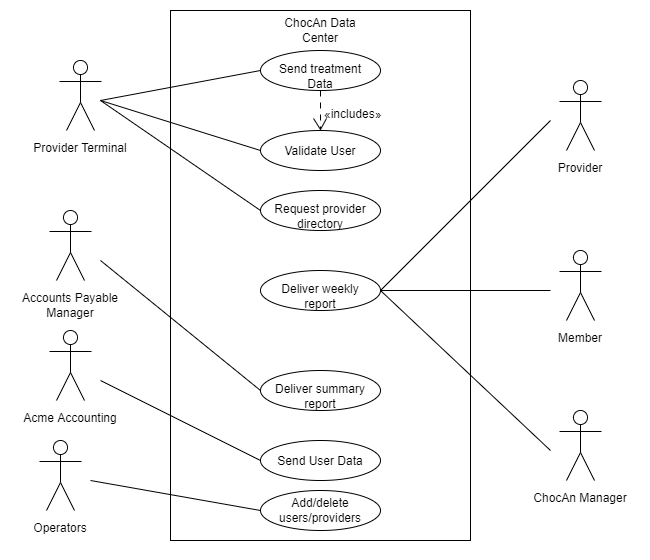 ChocAn Data
Center
Send treatment
Data
«includes»
Provider Terminal
Validate User
Provider
Request provider
directory
Accounts Payable
Manager
Deliver weekly
report
Member
Deliver summary
report
Acme Accounting
Send User Data
ChocAn Manager
Add/delete
users/providers
Operators